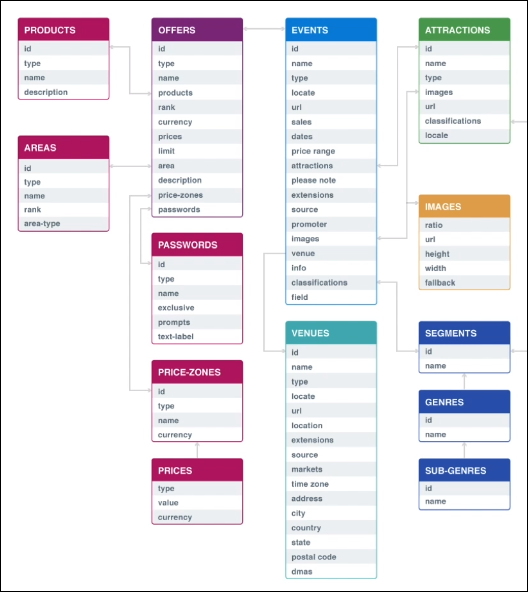 PRODUCTS
id
type
name
description
AREAS
id
type
name
rank
area-type
OFFERS
id
type
name
products
rank
currency
prices
limit
area
description
price-zones
passwords
PASSWORDS
id
type
name
exclusive
prompts
text-label
PRICE-ZONES
id
type
name
currency
PRICES
type
value
currency
EVENTS
id
name
type
locate
url
sales
dates
price range
attractions
please note
extensions
source
promoter
images
venue
info
classifications
field
VENUES
id
name
type
locate
url
location
extensions
source
markets
time zone
address
city
country
state
postal code
dmas
ATTRACTIONS
id
name
type
images
url
classifications
locale
IMAGES
ratio
url
height
width
fallback
SEGMENTS
id
name
GENRES
id
name
SUB-GENRES
id
name